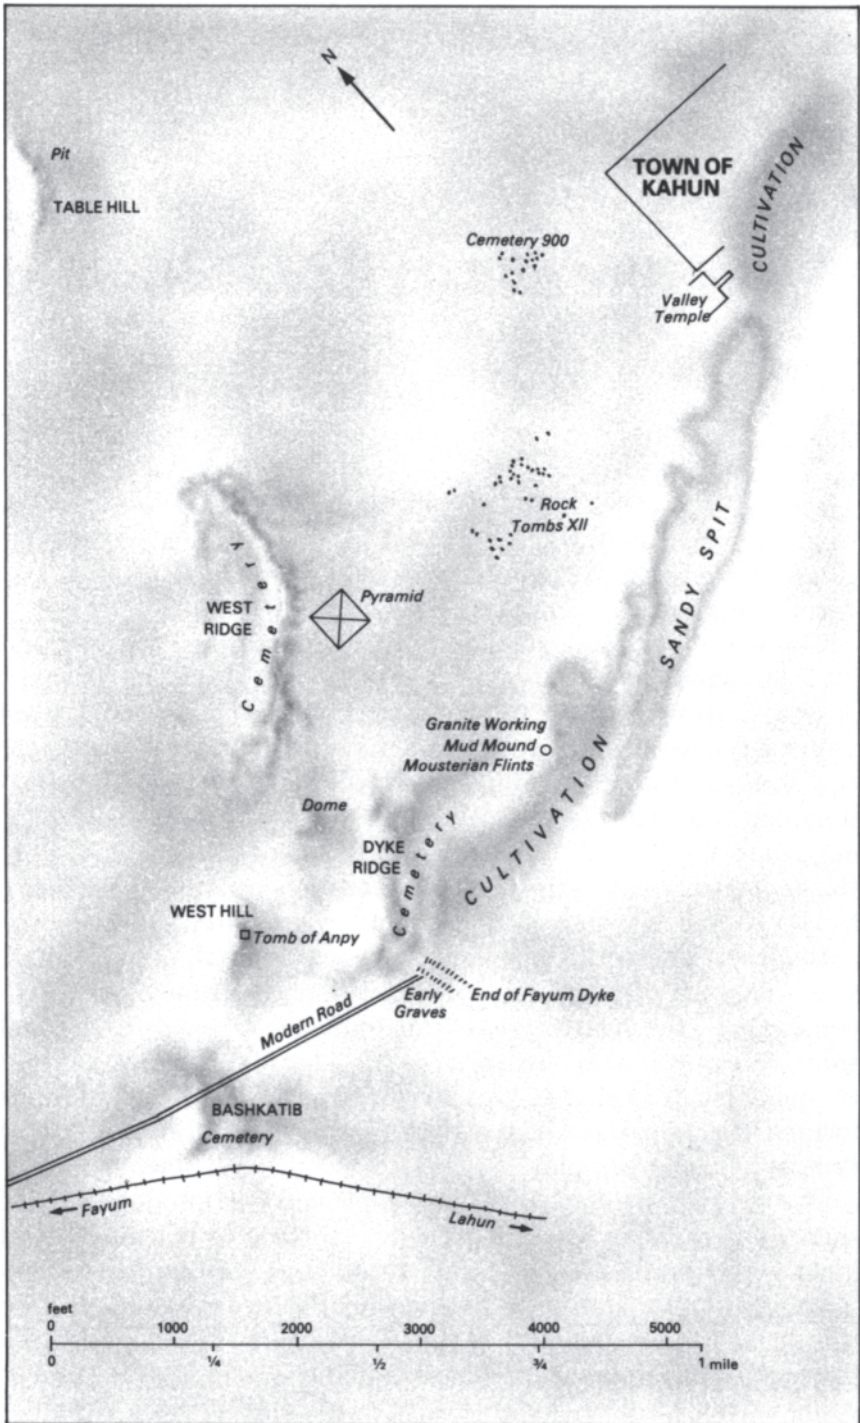 N
Pit
TABLE HILL
TOWN OF
KAHUN
CULTIVATION
Cemetery 900
Valley
Temple
Rock
Tombs XII
SANDY SPIT
Cemetery
WEST
RIDGE
Pyramid
Granite Working
Mud Mound
Mousterian Flints
CULTIVATION
Dome
DYKE
RIDGE
Cemetery
WEST HILL
Tomb of Anpy
End of Fayum Dyke
Early
Graves
Modern Road
BASHKATIB
Cemetery
Fayum
Lahun
feet
0 1000 2000 3000 4000 5000
0 ¼ ½ ¾ 1 mile